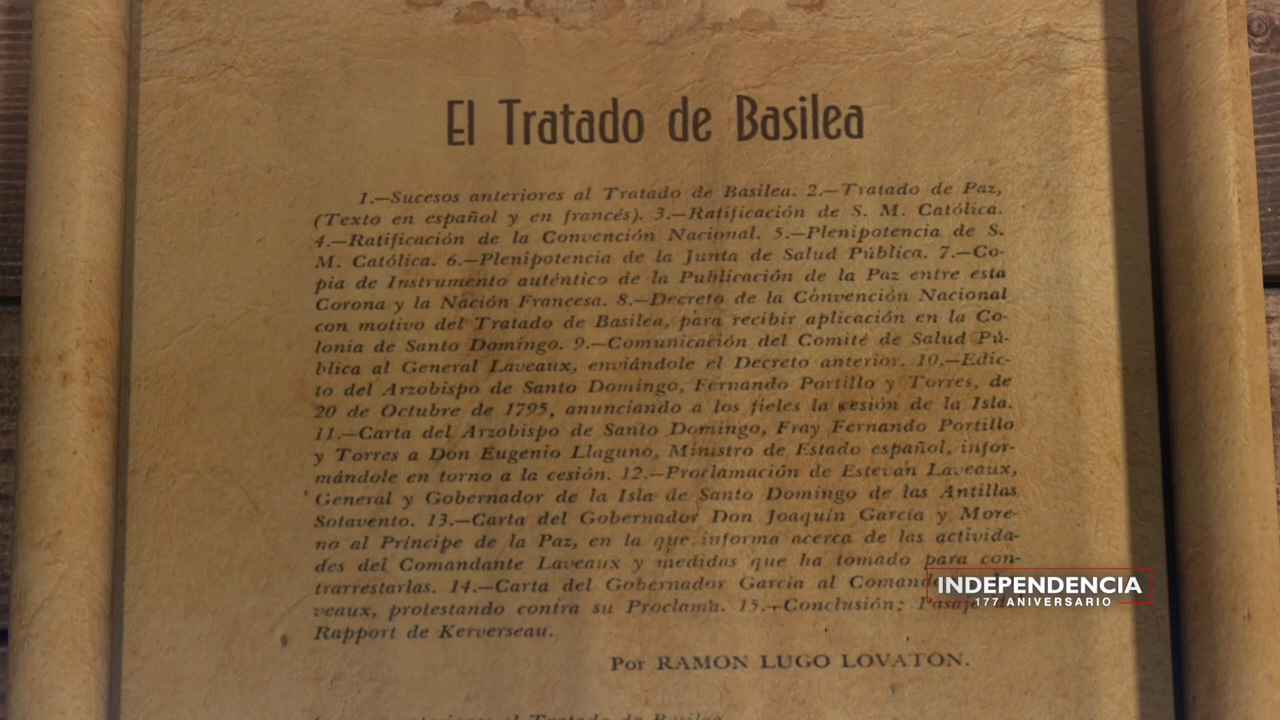 El Tratado de Basilea
1.—Sucesos anteriores al Tratado de Basilea. 2.—Tratado de Paz,
(Texto en español y en francés). 3.—Ratificación de S. M. Católica.
4.—Ratificación de la Convención Nacional. 5.—Plenipotencia de S.
M. Católica. 6.—Plenipotencia de la Junta de Salud Pública. 7.—Co-
pia de Instrumento auténtico de la Publicación de la Paz entre esta
Corona y la Nación Francesa. 8.—Decreto de la Convención Nacional
con motivo del Tratado de Basilea, para recibir aplicación en la Co-
lonia de Santo Domingo. 9.—Comunicación del Comité de Salud Pú-
blica al General Laveaux, enviándole el Decreto anterior. 10.—Edic-
to del Arzobispo de Santo Domingo, Fernando Portillo y Torres, de
20 de Octubre de 1795, anunciando a los fieles la cesión de la Isla.
11.—Carta del Arzobispo de Santo Domingo, Fray Fernando Portillo
y Torres a Don Eugenio Llaguno, Ministro de Estado español, infor-
mándole en torno a la cesión. 12.—Proclamación de Estevan Laveaux,
General y Gobernador de la Isla de Santo Domingo de las Antillas
Sotavento. 13.—Carta del Gobernador Don Joaquín García y More-
no al Príncipe de la Paz, en la que informa acerca de las activida-
des del Comandante Laveaux y medidas que ha tomado para con-
trarrestarlas. 14.—Carta del Gobernador García al
veaux, protestando contra su Proclama. 15.—Conclusión:
Rapport de Kerverseau.
Por RAMON LUGO LOVATON.
INDEPENDENCIA
177 ANIVERSARIO